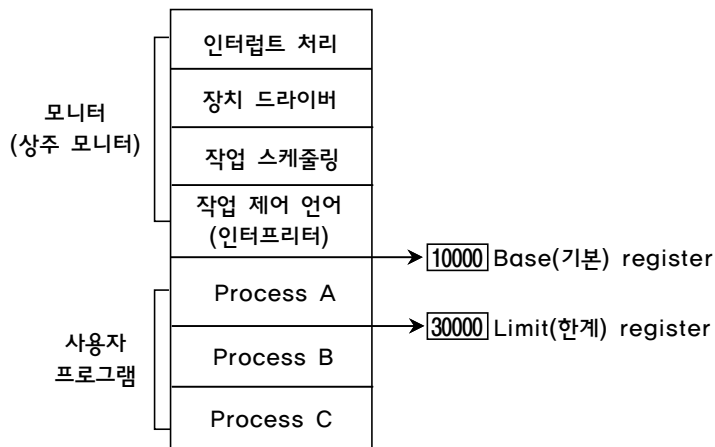 인터럽트 처리
장치 드라이버
모니터
(상주 모니터)
작업 스케줄링
작업 제어 언어
(인터프리터)
10000 Base(기본) register
Process A
30000 Limit(한계) register
사용자
프로그램
Process B
Process C